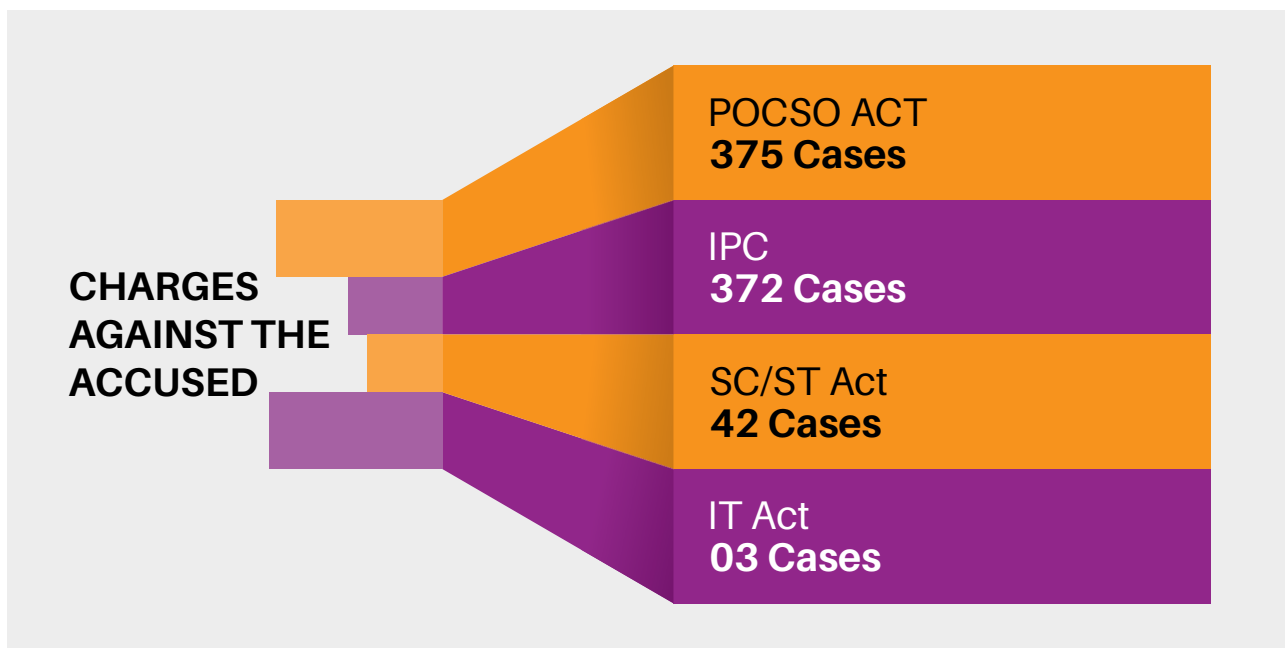 CHARGES
AGAINST THE
ACCUSED
POCSO ACT
375 Cases
IPC
372 Cases
SC/ST Act
42 Cases
IT Act
03 Cases